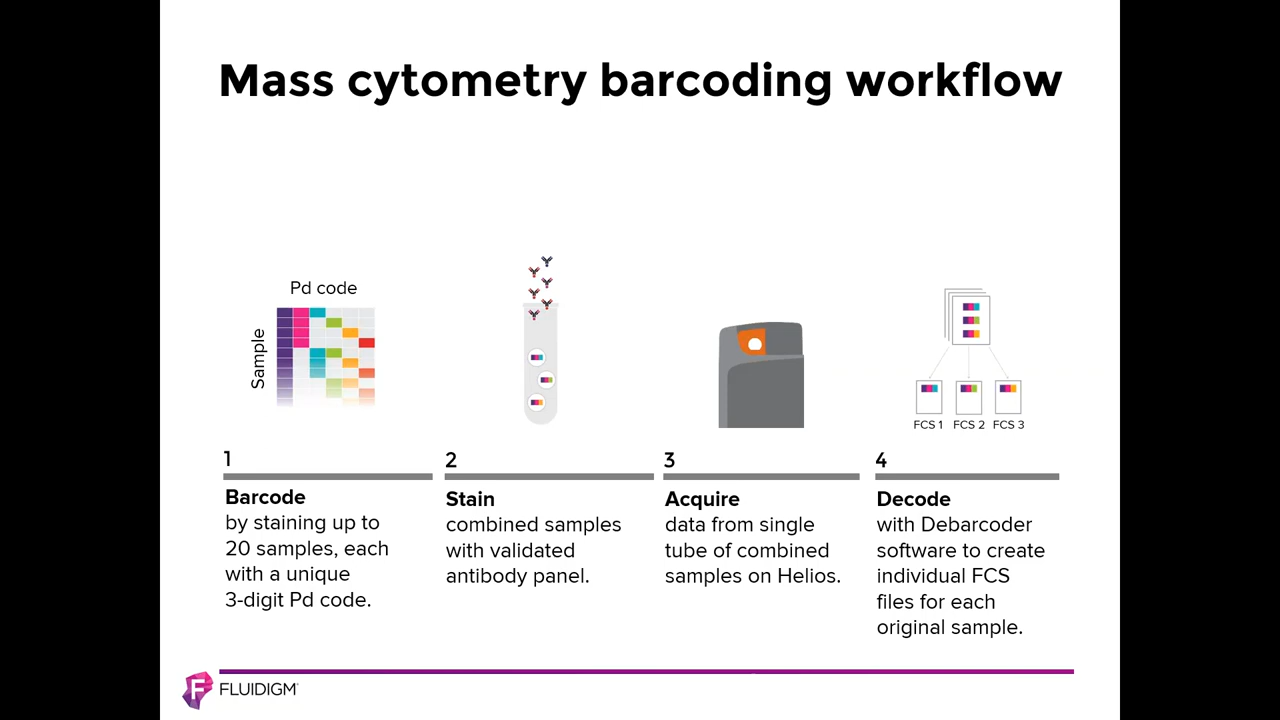 Mass cytometry barcoding workflow
Pd code
Sample
FCS 1
FCS 2
FCS 3
1
Barcode
by staining up to
20 samples, each
with a unique
3-digit Pd code.
2
Stain
combined samples
with validated
antibody panel.
3
Acquire
data from single
tube of combined
samples on Helios.
4
Decode
with Debarcoder
software to create
individual FCS
files for each
original sample.
F
FLUIDIGM